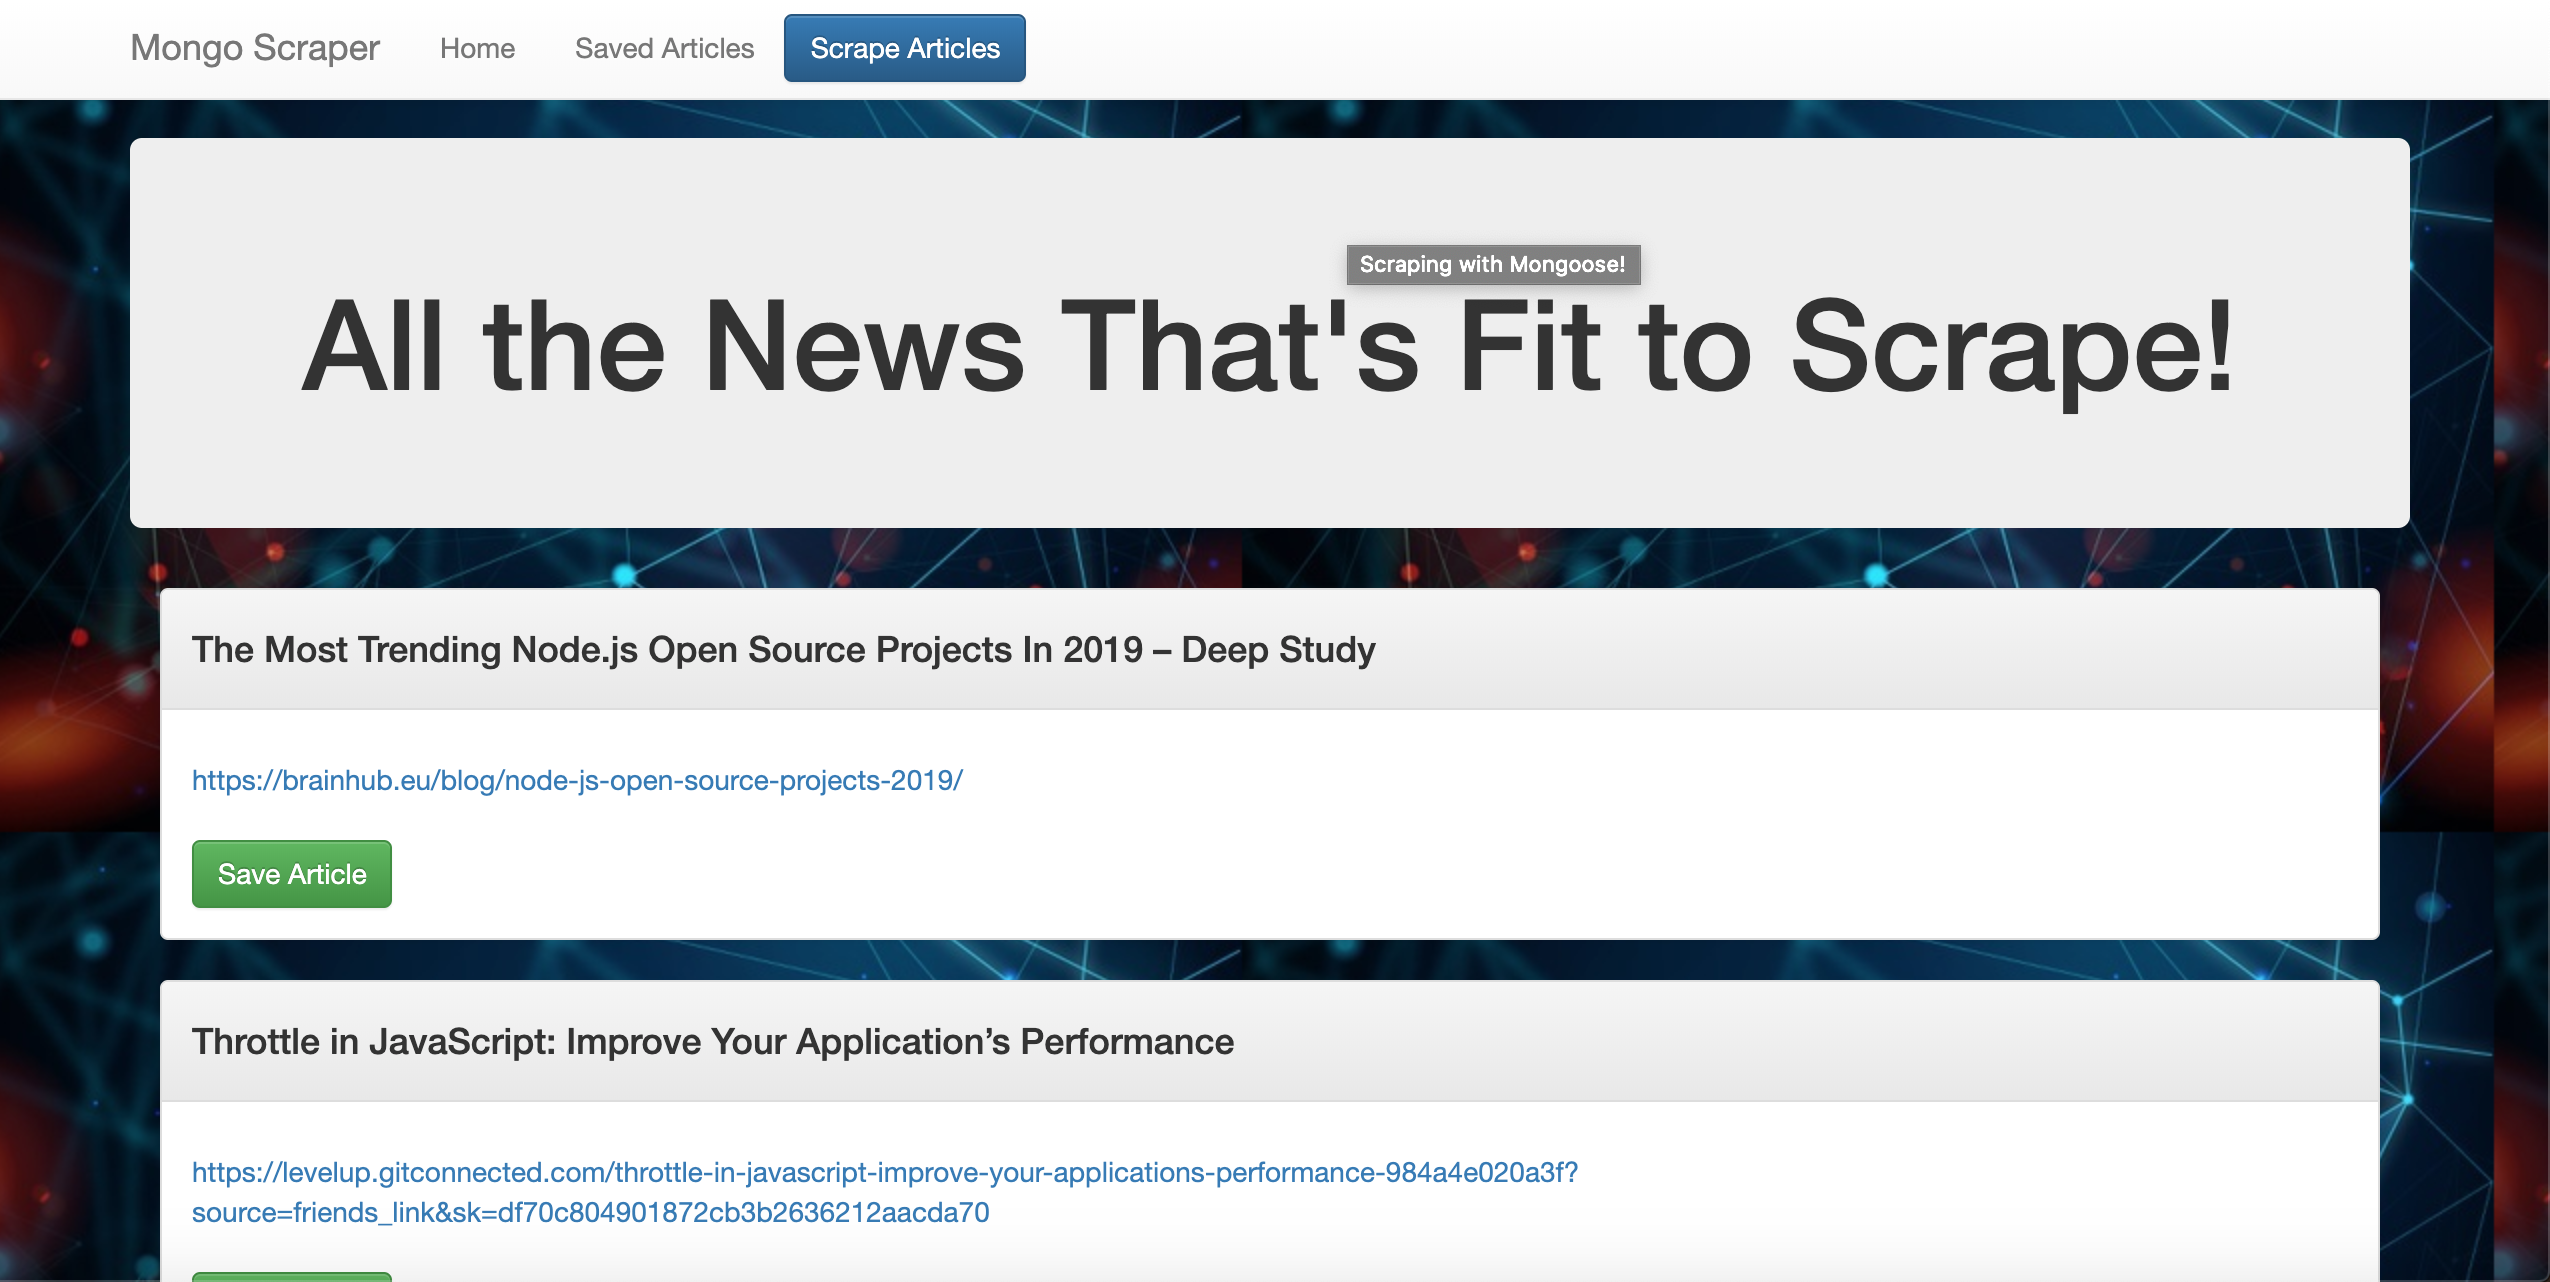 Mongo Scraper Home Saved Articles Scrape Articles
Scraping with Mongoose!
All the News That's Fit to Scrape!
The Most Trending Node.js Open Source Projects In 2019 – Deep Study
https://brainhub.eu/blog/node-js-open-source-projects-2019/
Save Article
Throttle in JavaScript: Improve Your Application’s Performance
https://levelup.gitconnected.com/throttle-in-javascript-improve-your-applications-performance-984a4e020a3f?
source=friends_link&sk=df70c804901872cb3b2636212aacda70